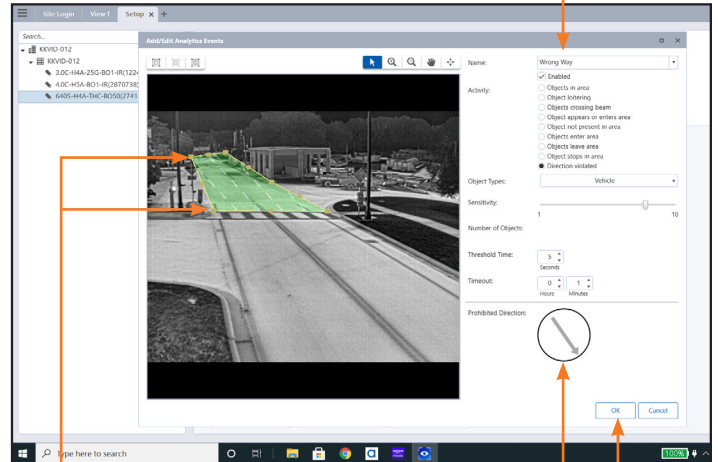 Site Login View 1 Setup x +
Search...
KKVID-012
KKVID-012
3.0C-H4A-25G-BO1-IR(1224
4.0C-H5A-BO1-IR(2870738)
640S-H4A-THC-BO50(2741
Add/Edit Analytics Events
Name: Wrong Way
Enabled
Activity:
Objects in area
Object loitering
Objects crossing beam
Object appears or enters area
Object not present in area
Objects enter area
Objects leave area
Object stops in area
Direction violated
Object Types: Vehicle
Sensitivity:
1 10
Number of Objects:
Threshold Time: 5
Seconds
Timeout: 0 1
Hours Minutes
Prohibited Direction:
OK Cancel
Type here to search
100%